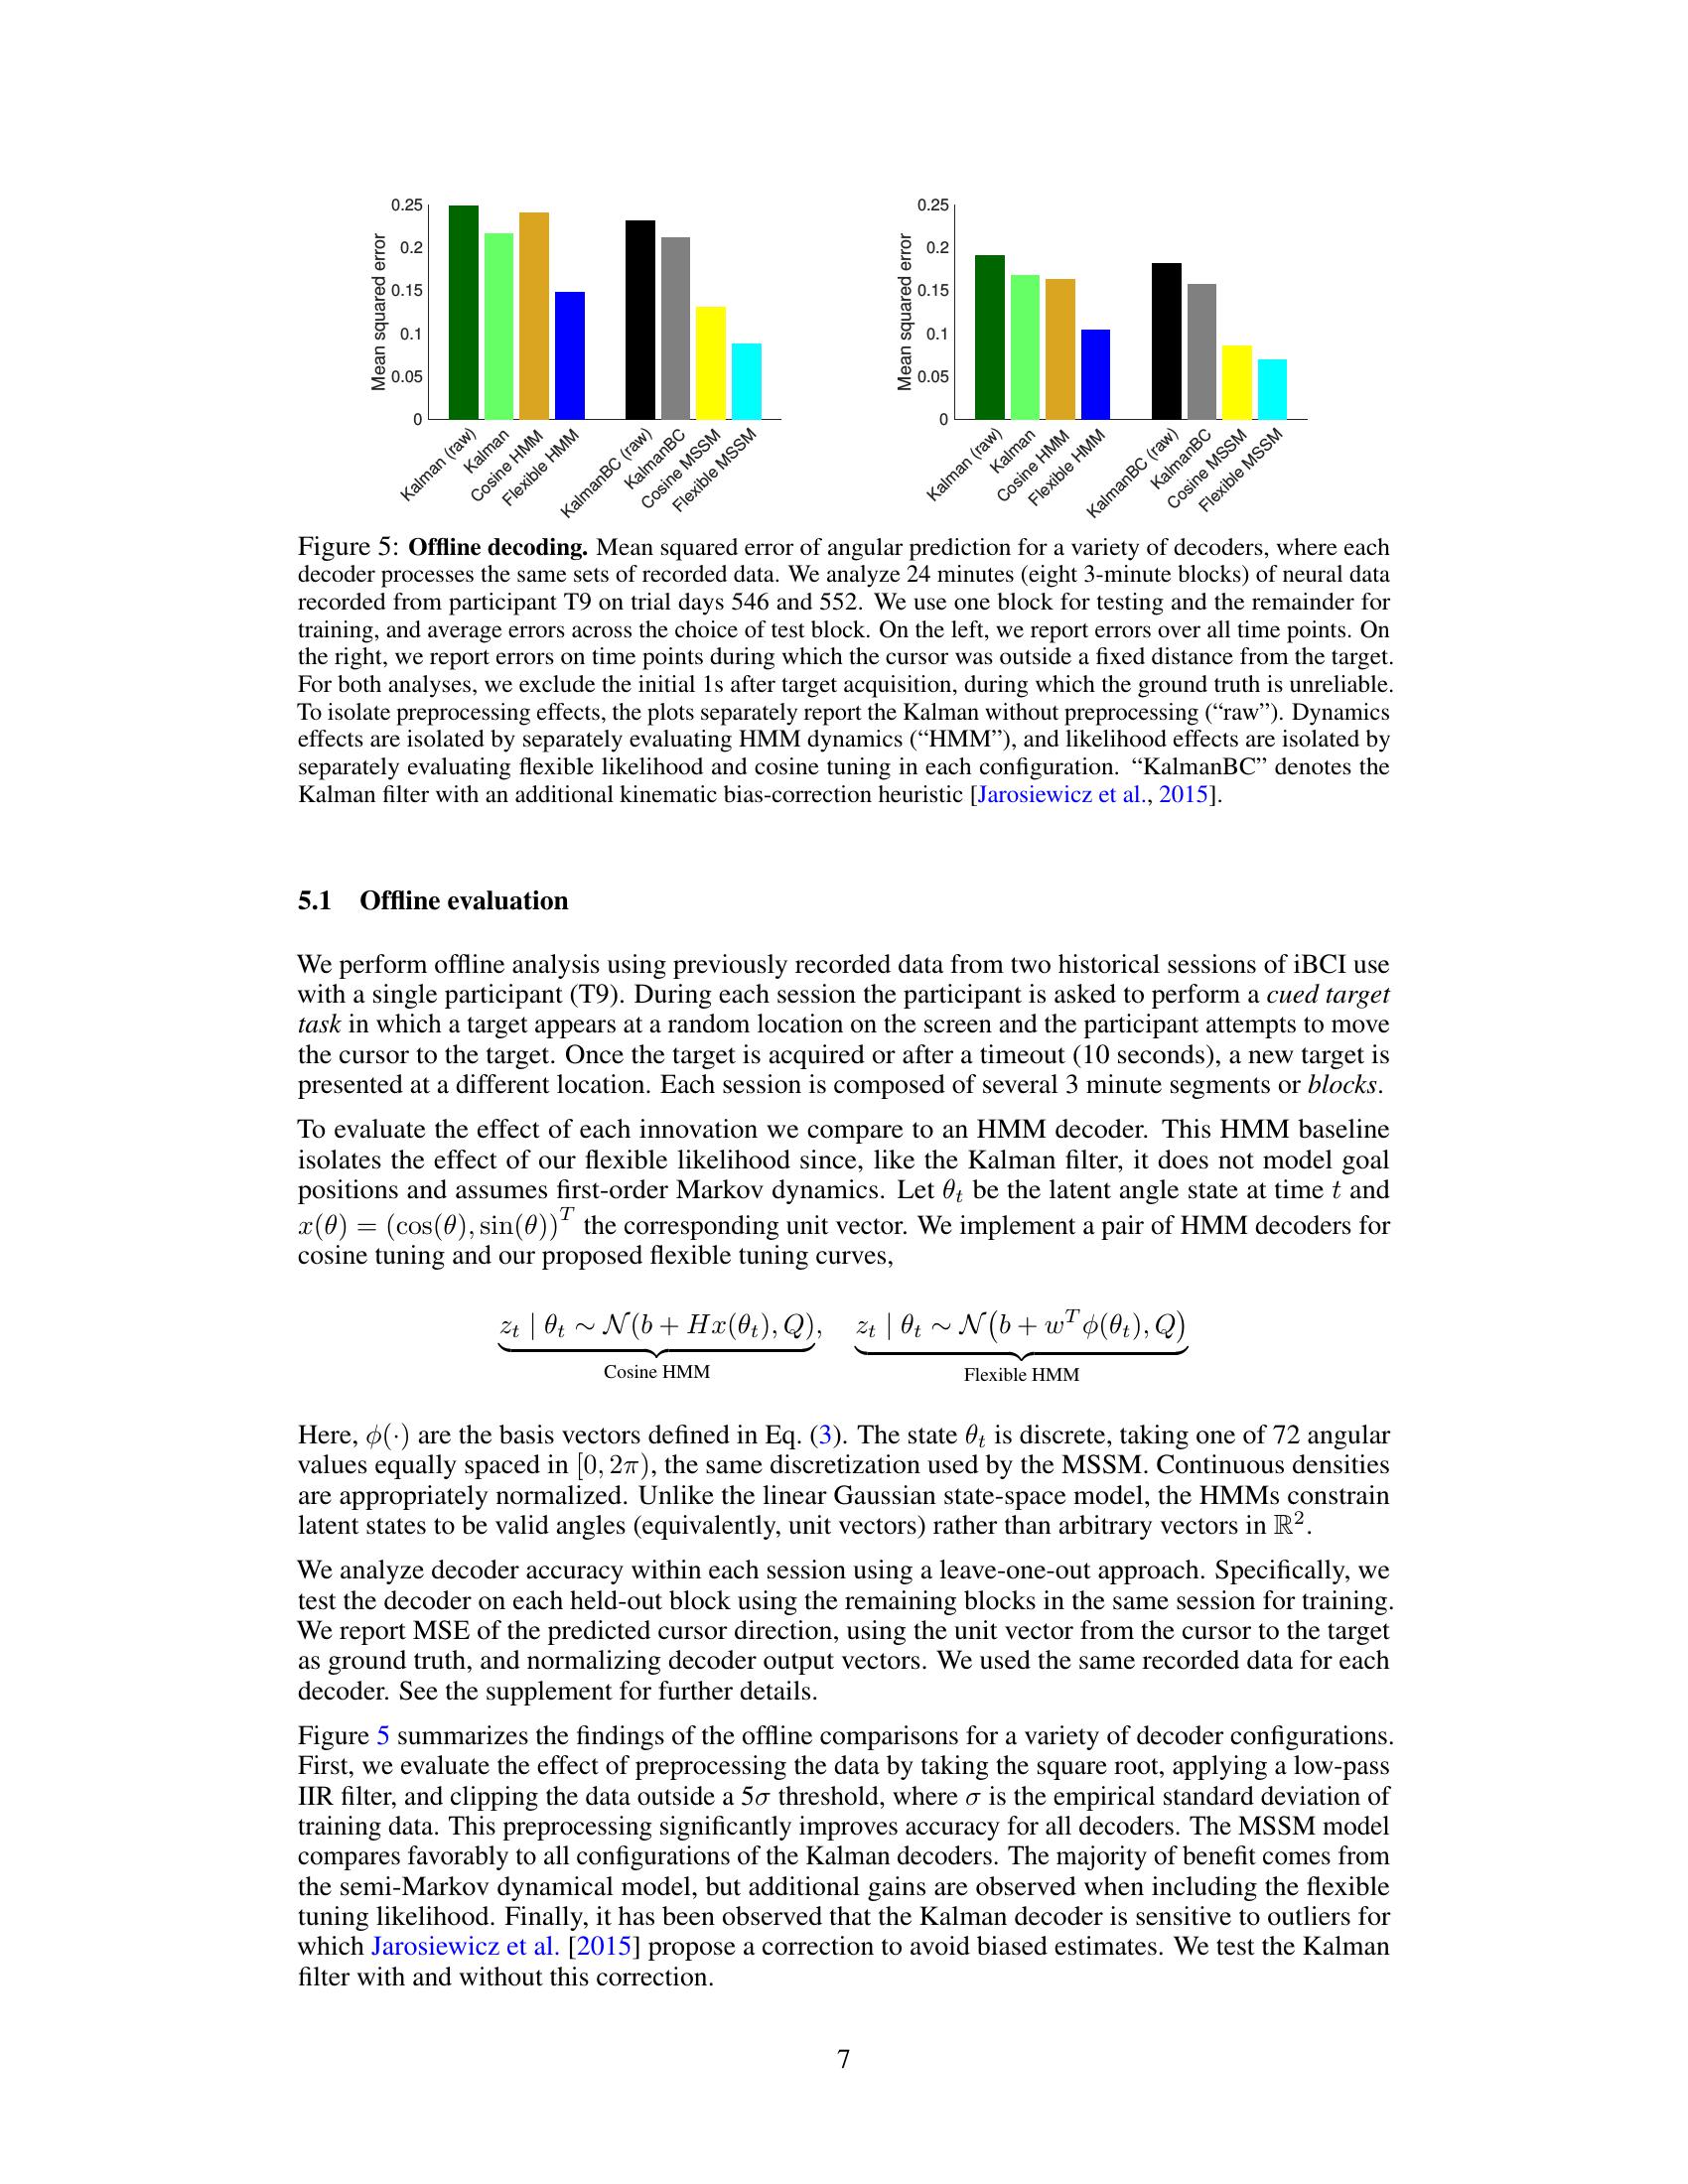 0.25
0.2
0.15
0.1
0.05
0
Mean squared error
Kalman (raw)
Kalman
Cosine HMM
Flexible HMM
KalmanBC (raw)
KalmanBC
Cosine MSSM
Flexible MSSM
0.25
0.2
0.15
0.1
0.05
0
Mean squared error
Kalman (raw)
Kalman
Cosine HMM
Flexible HMM
KalmanBC (raw)
KalmanBC
Cosine MSSM
Flexible MSSM
Figure 5: Offline decoding. Mean squared error of angular prediction for a variety of decoders, where each
decoder processes the same sets of recorded data. We analyze 24 minutes (eight 3-minute blocks) of neural data
recorded from participant T9 on trial days 546 and 552. We use one block for testing and the remainder for
training, and average errors across the choice of test block. On the left, we report errors over all time points. On
the right, we report errors on time points during which the cursor was outside a fixed distance from the target.
For both analyses, we exclude the initial 1s after target acquisition, during which the ground truth is unreliable.
To isolate preprocessing effects, the plots separately report the Kalman without preprocessing (“raw”). Dynamics
effects are isolated by separately evaluating HMM dynamics (“HMM”), and likelihood effects are isolated by
separately evaluating flexible likelihood and cosine tuning in each configuration. “KalmanBC” denotes the
Kalman filter with an additional kinematic bias-correction heuristic [Jarosiewicz et al., 2015].
5.1 Offline evaluation
We perform offline analysis using previously recorded data from two historical sessions of iBCI use
with a single participant (T9). During each session the participant is asked to perform a cued target
task in which a target appears at a random location on the screen and the participant attempts to move
the cursor to the target. Once the target is acquired or after a timeout (10 seconds), a new target is
presented at a different location. Each session is composed of several 3 minute segments or blocks.
To evaluate the effect of each innovation we compare to an HMM decoder. This HMM baseline
isolates the effect of our flexible likelihood since, like the Kalman filter, it does not model goal
positions and assumes first-order Markov dynamics. Let θ_t be the latent angle state at time t and
x(θ) = (cos(θ), sin(θ))^T the corresponding unit vector. We implement a pair of HMM decoders for
cosine tuning and our proposed flexible tuning curves,
z_t | θ_t ∼ N(b + Hx(θ_t), Q), z_t | θ_t ∼ N(b + w^T φ(θ_t), Q)
Cosine HMM Flexible HMM
Here, φ(·) are the basis vectors defined in Eq. (3). The state θ_t is discrete, taking one of 72 angular
values equally spaced in [0, 2π), the same discretization used by the MSSM. Continuous densities
are appropriately normalized. Unlike the linear Gaussian state-space model, the HMMs constrain
latent states to be valid angles (equivalently, unit vectors) rather than arbitrary vectors in ℝ².
We analyze decoder accuracy within each session using a leave-one-out approach. Specifically, we
test the decoder on each held-out block using the remaining blocks in the same session for training.
We report MSE of the predicted cursor direction, using the unit vector from the cursor to the target
as ground truth, and normalizing decoder output vectors. We used the same recorded data for each
decoder. See the supplement for further details.
Figure 5 summarizes the findings of the offline comparisons for a variety of decoder configurations.
First, we evaluate the effect of preprocessing the data by taking the square root, applying a low-pass
IIR filter, and clipping the data outside a 5σ threshold, where σ is the empirical standard deviation of
training data. This preprocessing significantly improves accuracy for all decoders. The MSSM model
compares favorably to all configurations of the Kalman decoders. The majority of benefit comes from
the semi-Markov dynamical model, but additional gains are observed when including the flexible
tuning likelihood. Finally, it has been observed that the Kalman decoder is sensitive to outliers for
which Jarosiewicz et al. [2015] propose a correction to avoid biased estimates. We test the Kalman
filter with and without this correction.
7